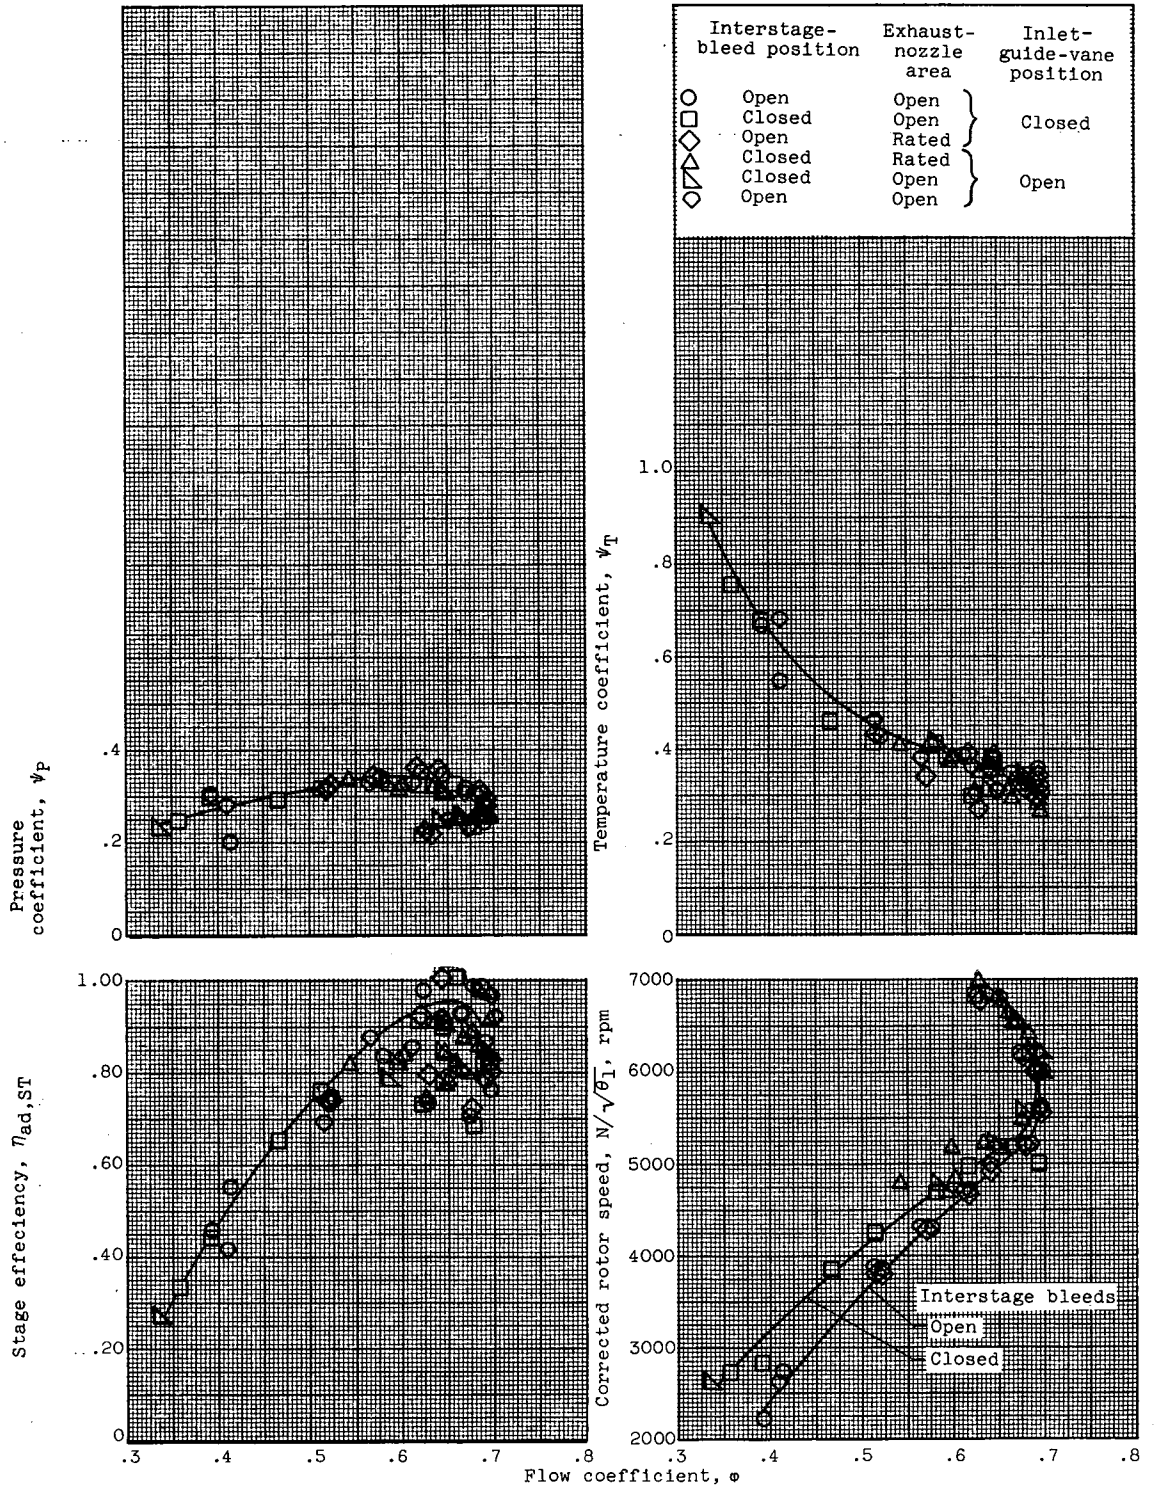 Interstage-bleed position
Exhaust-nozzle area
Inlet-guide-vane position
Open Open
Closed Open
Open Rated
Closed
Closed Rated
Closed Open
Open Open
Open
Pressure coefficient, ψP
.4
.2
0
Temperature coefficient, ψT
1.0
.8
.6
.4
.2
0
Stage effeciency, ηad,ST
1.00
.80
.60
.40
.20
0
.3 .4 .5 .6 .7 .8
Corrected rotor speed, N/√θ1, rpm
7000
6000
5000
4000
3000
2000
Interstage bleeds
Open
Closed
.3 .4 .5 .6 .7 .8
Flow coefficient, φ